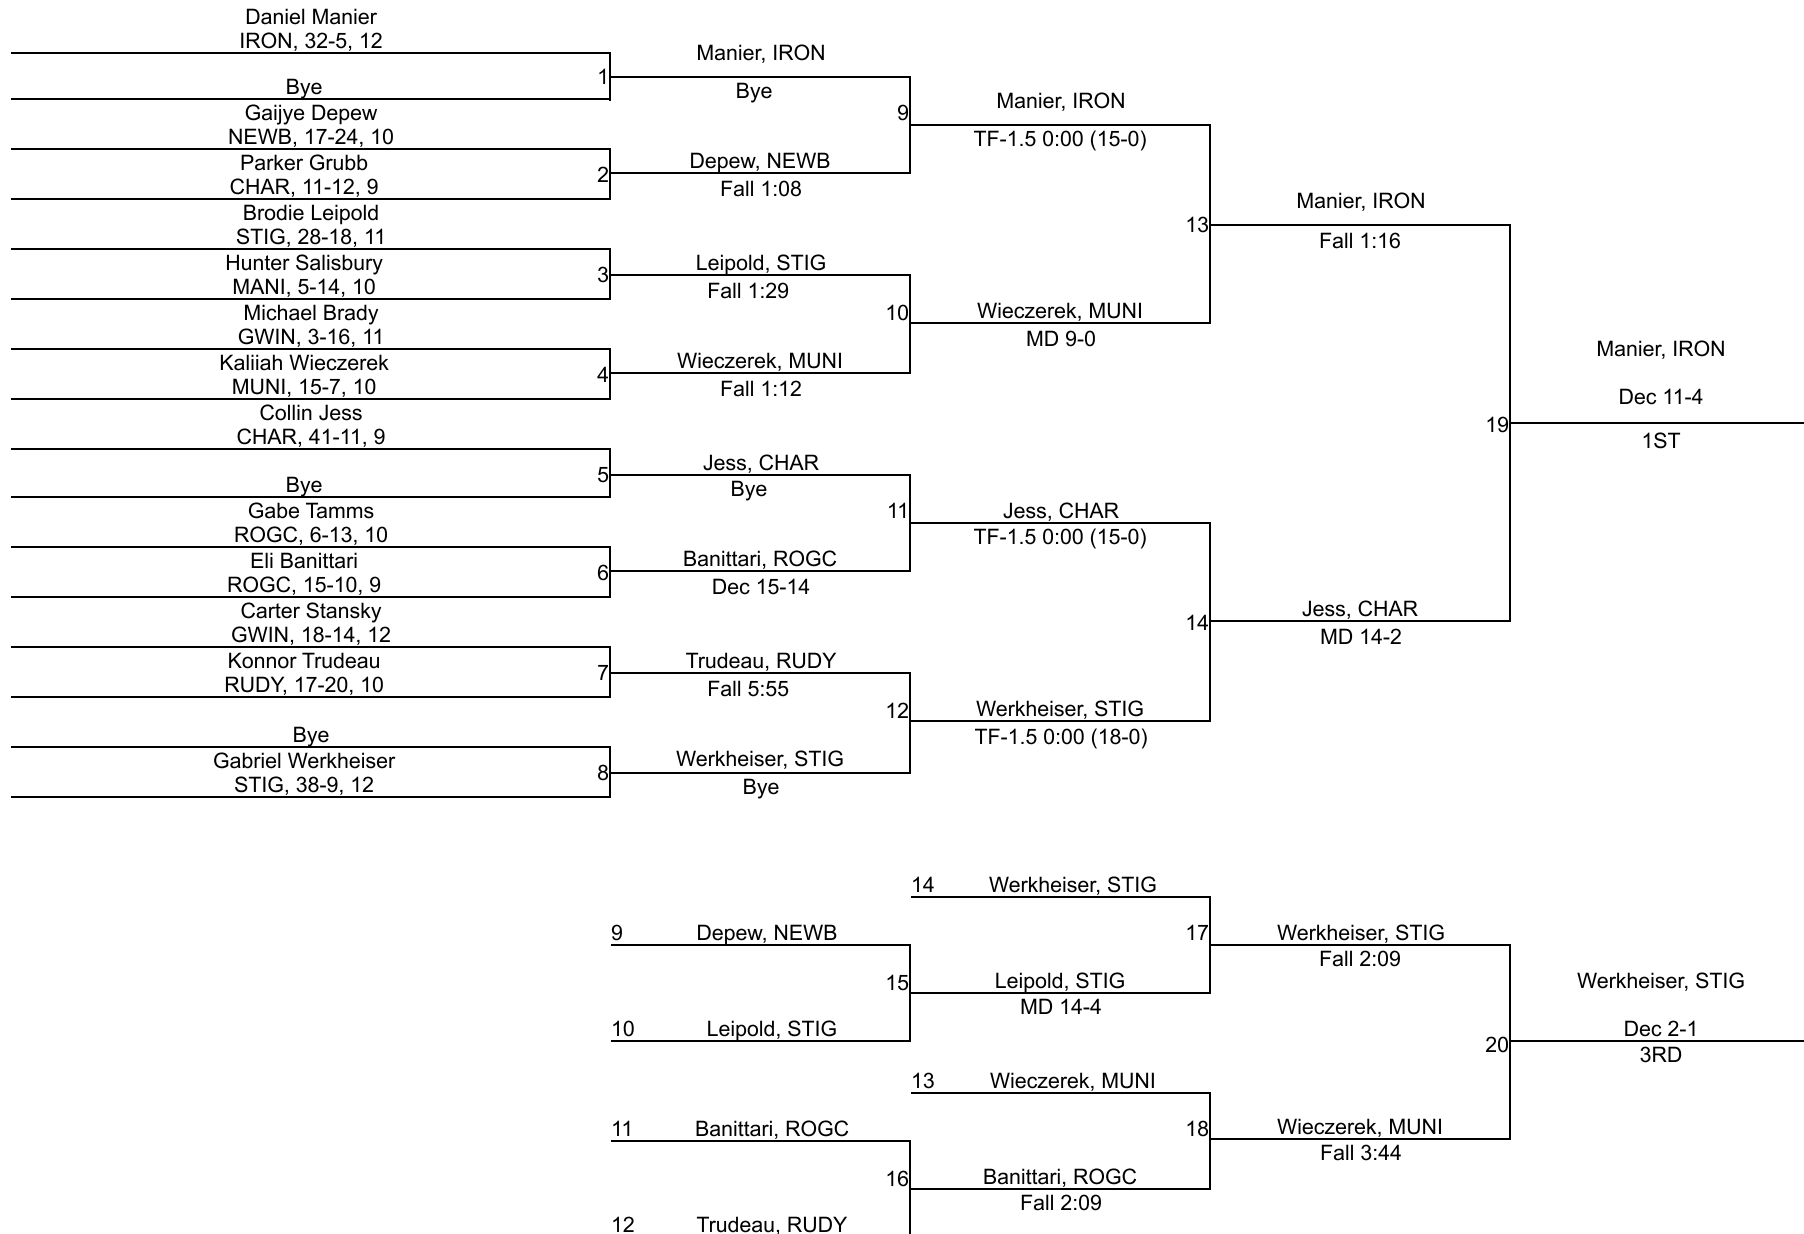 Daniel Manier
IRON, 32-5, 12
Bye
1
Gaijye Depew
NEWB, 17-24, 10
Parker Grubb
CHAR, 11-12, 9
2
Brodie Leipold
STIG, 28-18, 11
Hunter Salisbury
MANI, 5-14, 10
3
Michael Brady
GWIN, 3-16, 11
Kaliiah Wieczerek
MUNI, 15-7, 10
4
Collin Jess
CHAR, 41-11, 9
Bye
5
Gabe Tamms
ROGC, 6-13, 10
Eli Banittari
ROGC, 15-10, 9
6
Carter Stansky
GWIN, 18-14, 12
Konnor Trudeau
RUDY, 17-20, 10
7
Bye
Gabriel Werkheiser
STIG, 38-9, 12
8
Manier, IRON
Bye
9
Depew, NEWB
Fall 1:08
Leipold, STIG
Fall 1:29
10
Wieczerek, MUNI
Fall 1:12
Jess, CHAR
Bye
11
Banittari, ROGC
Dec 15-14
Trudeau, RUDY
Fall 5:55
12
Werkheiser, STIG
Bye
Manier, IRON
TF-1.5 0:00 (15-0)
13
Wieczerek, MUNI
MD 9-0
Jess, CHAR
TF-1.5 0:00 (15-0)
14
Werkheiser, STIG
TF-1.5 0:00 (18-0)
Manier, IRON
Fall 1:16
19
Jess, CHAR
MD 14-2
Manier, IRON
Dec 11-4
1ST
14 Werkheiser, STIG
9 Depew, NEWB
15
10 Leipold, STIG
Leipold, STIG
MD 14-4
17
13 Wieczerek, MUNI
11 Banittari, ROGC
16
12 Trudeau, RUDY
Banittari, ROGC
Fall 2:09
18
Werkheiser, STIG
Fall 2:09
20
Wieczerek, MUNI
Fall 3:44
Werkheiser, STIG
Dec 2-1
3RD